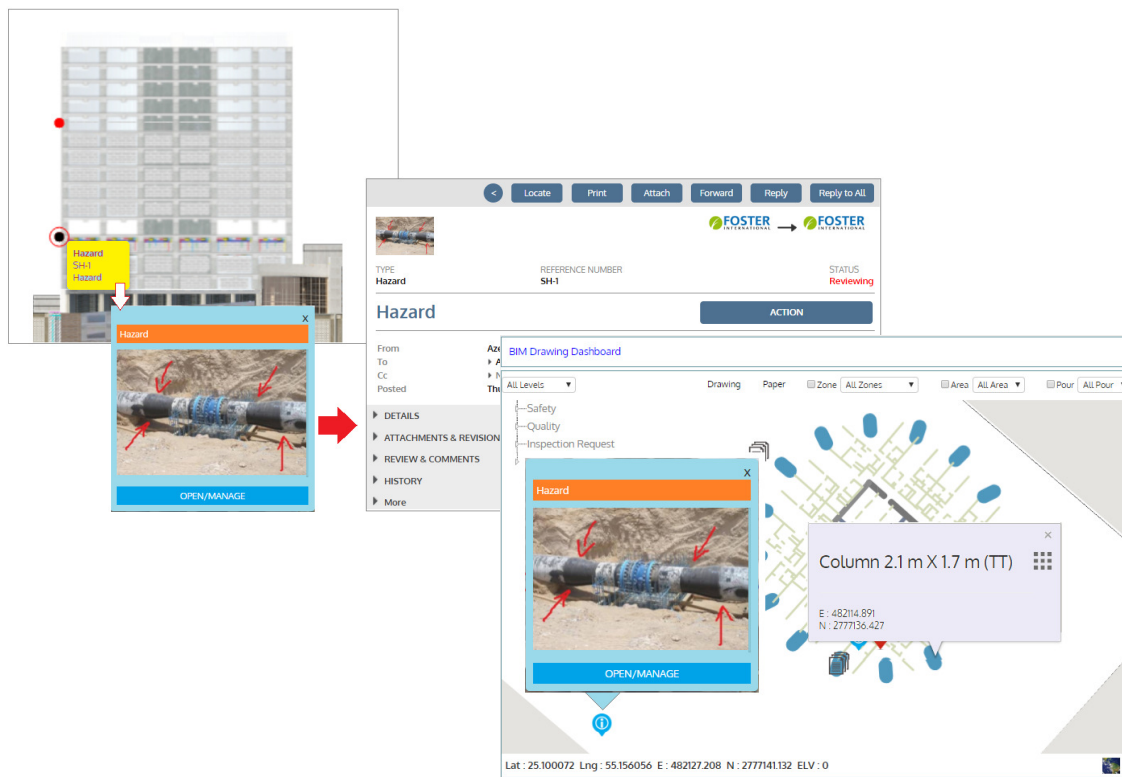 Hazard
SH-1
Hazard
X
Hazard
OPEN/MANAGE
< Locate Print Attach Forward Reply Reply to All
FOSTER INTERNATIONAL → FOSTER INTERNATIONAL
TYPE REFERENCE NUMBER STATUS
Hazard SH-1 Reviewing
Hazard ACTION
From Aze
To A
Cc N
Posted Thu
DETAILS
ATTACHMENTS & REVISION
REVIEW & COMMENTS
HISTORY
More
BIM Drawing Dashboard
All Levels Drawing Paper Zone All Zones Area All Area Pour All Pour
Safety
Quality
Inspection Request
X
Hazard
OPEN/MANAGE
×
Column 2.1 m X 1.7 m (TT)
E : 482114.891
N : 2777136.427
Lat : 25.100072 Lng : 55.156056 E : 482127.208 N : 2777141.132 ELV : 0